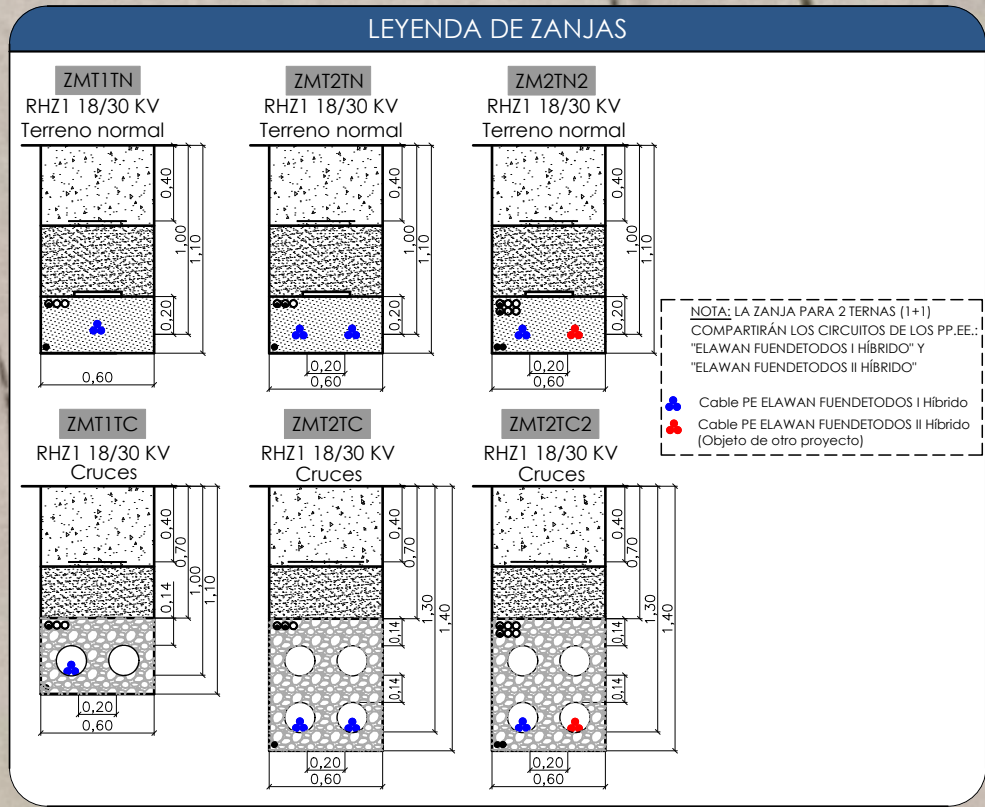 LEYENDA DE ZANJAS
ZMT1TN
RHZ1 18/30 KV
Terreno normal
0,40
1,00
1,10
0,20
0,60
ZMT2TN
RHZ1 18/30 KV
Terreno normal
0,40
1,00
1,10
0,20
0,20
0,60
ZM2TN2
RHZ1 18/30 KV
Terreno normal
0,40
1,00
1,10
0,20
0,20
0,60
NOTA: LA ZANJA PARA 2 TERNAS (1+1)
COMPARTIRÁN LOS CIRCUITOS DE LOS PP.EE.:
"ELAWAN FUENDETODOS I HÍBRIDO" Y
"ELAWAN FUENDETODOS II HÍBRIDO"
Cable PE ELAWAN FUENDETODOS I Híbrido
Cable PE ELAWAN FUENDETODOS II Híbrido
(Objeto de otro proyecto)
ZMT1TC
RHZ1 18/30 KV
Cruces
0,40
0,70
1,00
1,10
0,14
0,20
0,60
ZMT2TC
RHZ1 18/30 KV
Cruces
0,40
0,70
1,30
1,40
0,14
0,14
0,20
0,60
ZMT2TC2
RHZ1 18/30 KV
Cruces
0,40
0,70
1,30
1,40
0,14
0,14
0,20
0,60